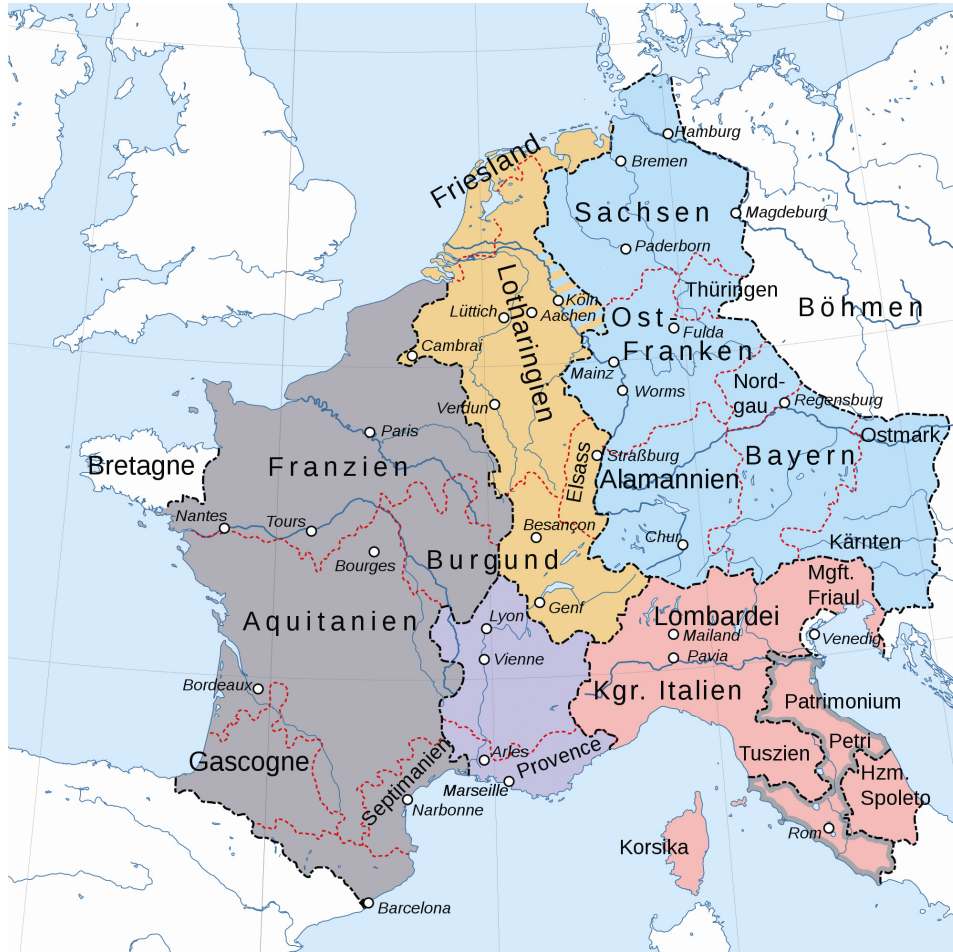 Hamburg
Friesland
Bremen
Sachsen
Magdeburg
Paderborn
Lotharingien
Thüringen
Köln
Böhmen
Lüttich
Aachen
Ost-
Fulda
Franken
Cambrai
Mainz
Nord-
gau
Worms
Regensburg
Verdun
Paris
Ostmark
Bretagne
Franzien
Elsass
Straßburg
Bayern
Alamannien
Nantes
Tours
Besançon
Chur
Kärnten
Bourges
Burgund
Mgft.
Friaul
Genf
Aquitanien
Lyon
Lombardei
Mailand
Venedig
Vienne
Pavia
Bordeaux
Kgr. Italien
Patrimonium
Petri
Gascogne
Septimanien
Arles
Provence
Tuszien
Hzm.
Spoleto
Marseille
Narbonne
Rom
Korsika
Barcelona